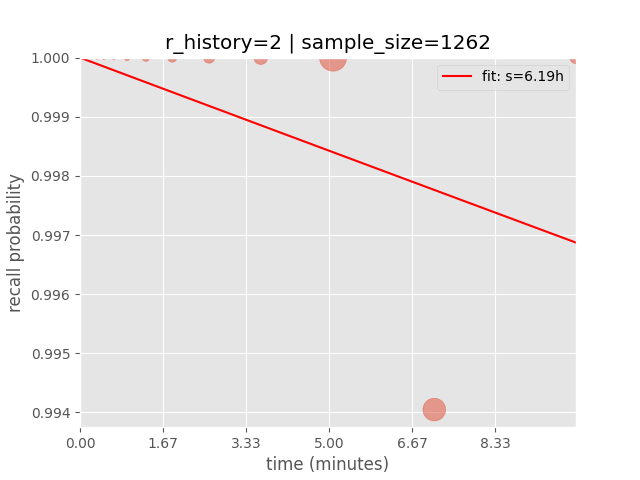 r_history=2 | sample_size=1262
fit: s=6.19h
recall probability
1.000
0.999
0.998
0.997
0.996
0.995
0.994
0.00 1.67 3.33 5.00 6.67 8.33
time (minutes)